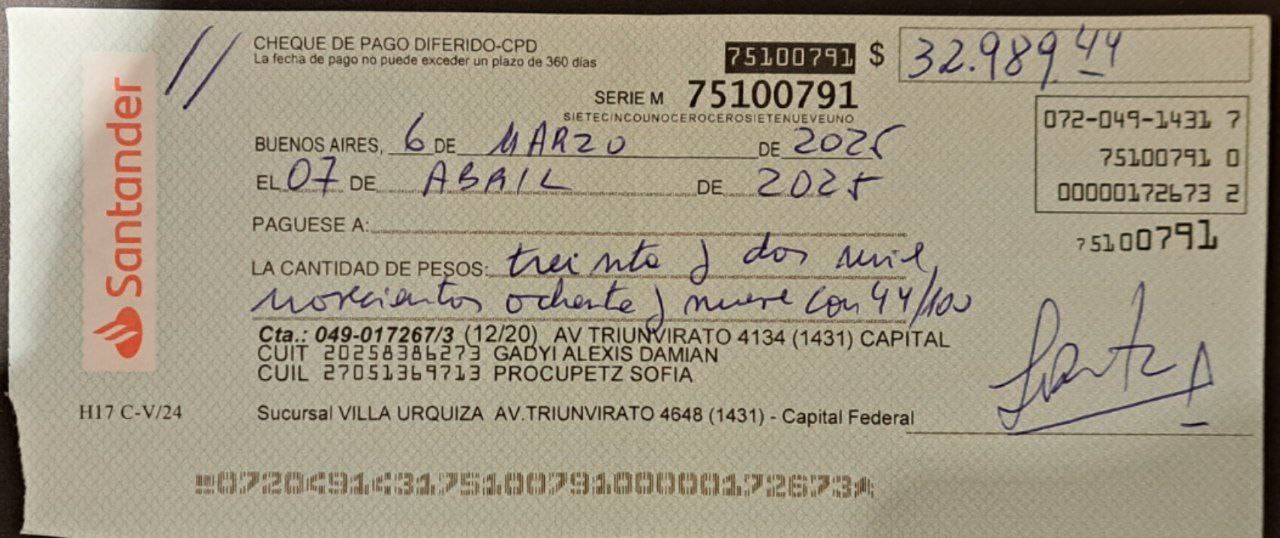 Santander
CHEQUE DE PAGO DIFERIDO-CPD
La fecha de pago no puede exceder un plazo de 360 días
75100791 $ 32.989,44
SERIE M 75100791
SIETECINCOUNOCEROCEROSIETENUEVEUNO
BUENOS AIRES, 6 DE MARZO DE 2025
EL 07 DE ABRIL DE 2025
072-049-1431 7
75100791 0
00000172673 2
75100791
PAGUESE A:
LA CANTIDAD DE PESOS: treinta y dos mil,
novecientos ochenta y nueve con 44/100
Cta.: 049-017267/3 (12/20) AV TRIUNVIRATO 4134 (1431) CAPITAL
CUIT 20258386273 GADYI ALEXIS DAMIAN
CUIL 27051369713 PROCUPETZ SOFIA
H17 C-V/24
Sucursal VILLA URQUIZA AV.TRIUNVIRATO 4648 (1431) - Capital Federal
07204914317510079100000172673